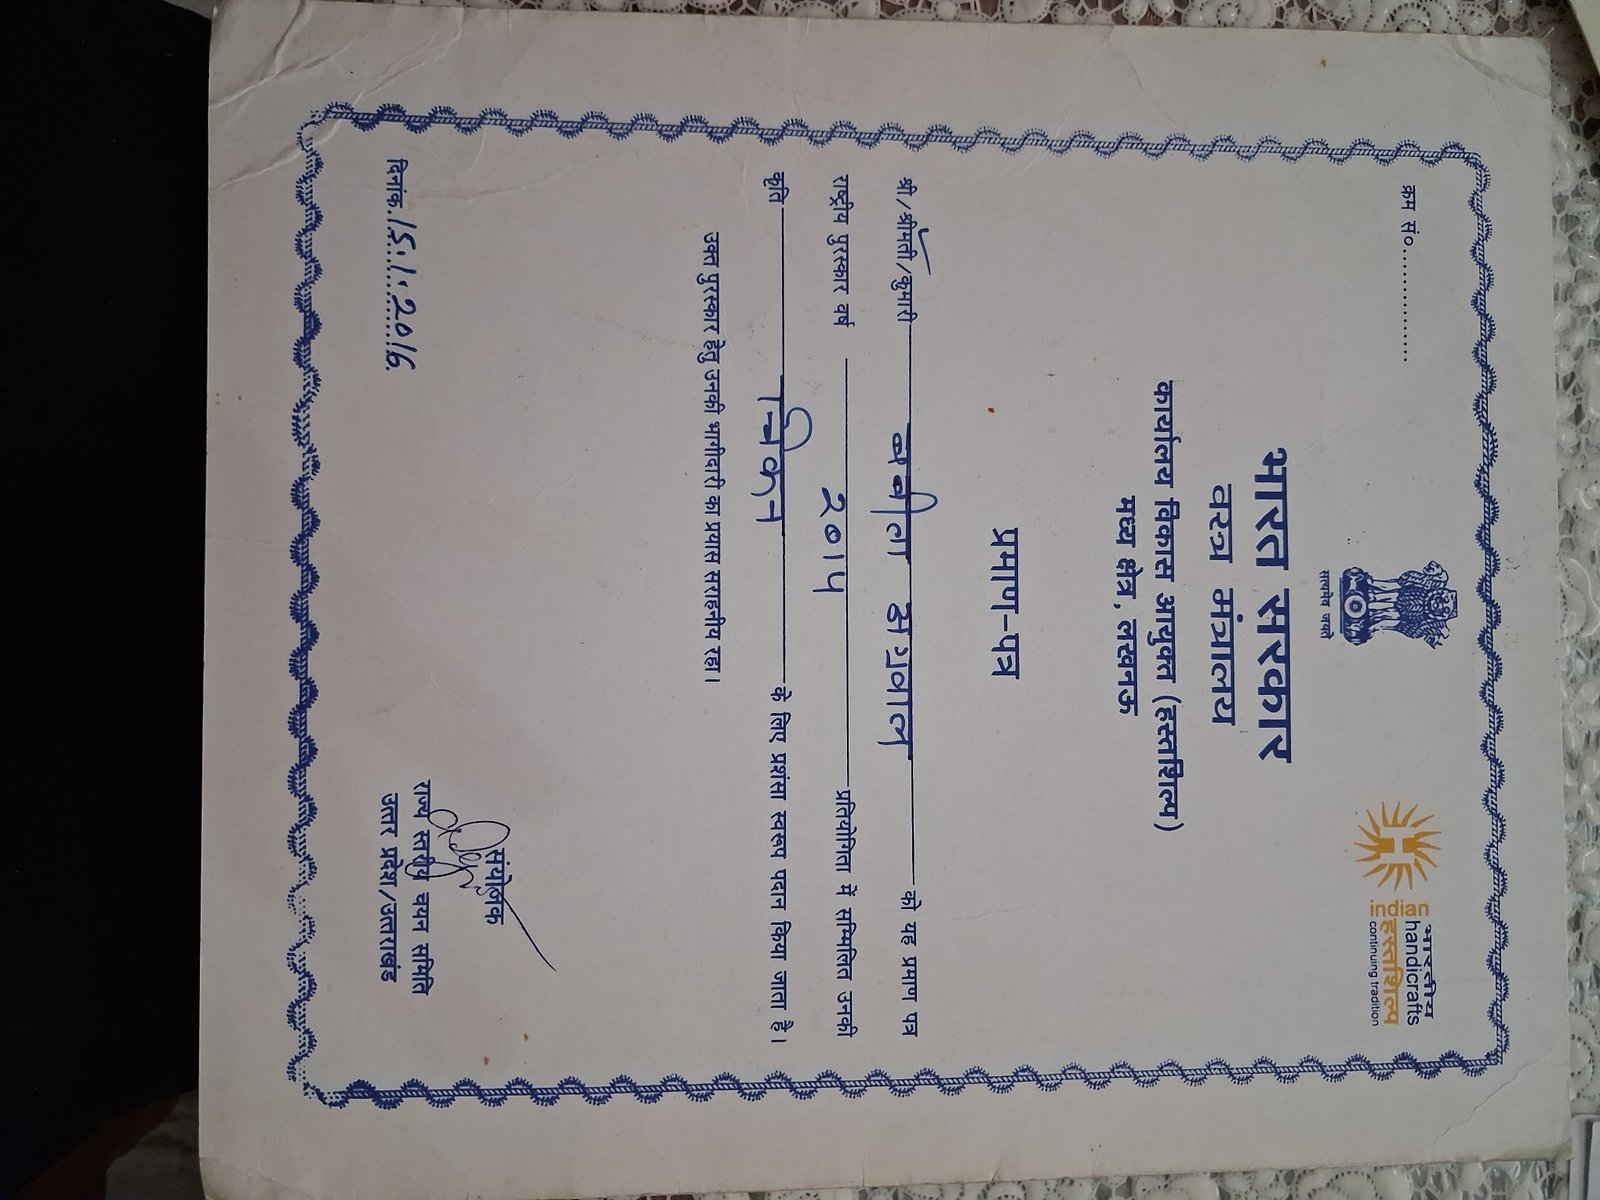 क्रम सं०..............
सत्यमेव जयते
भारतीय
handicrafts
indian
हस्तशिल्प
continuing tradition
भारत सरकार
वस्त्र मंत्रालय
कार्यालय विकास आयुक्त (हस्तशिल्प)
मध्य क्षेत्र, लखनऊ
प्रमाण-पत्र
श्री/श्रीमती/कुमारी बबीता अग्रवाल को यह प्रमाण पत्र
राष्ट्रीय पुरस्कार वर्ष 2014 प्रतियोगिता में सम्मिलित उनकी
कृति चिकन के लिए प्रशंसा स्वरूप पदान किया जाता है।
उक्त पुरस्कार हेतु उनकी भागीदारी का प्रयास सराहनीय रहा।
संयोजक
राज्य स्तरीय चयन समिति
उत्तर प्रदेश/उत्तराखंड
दिनांक 15.1.2016